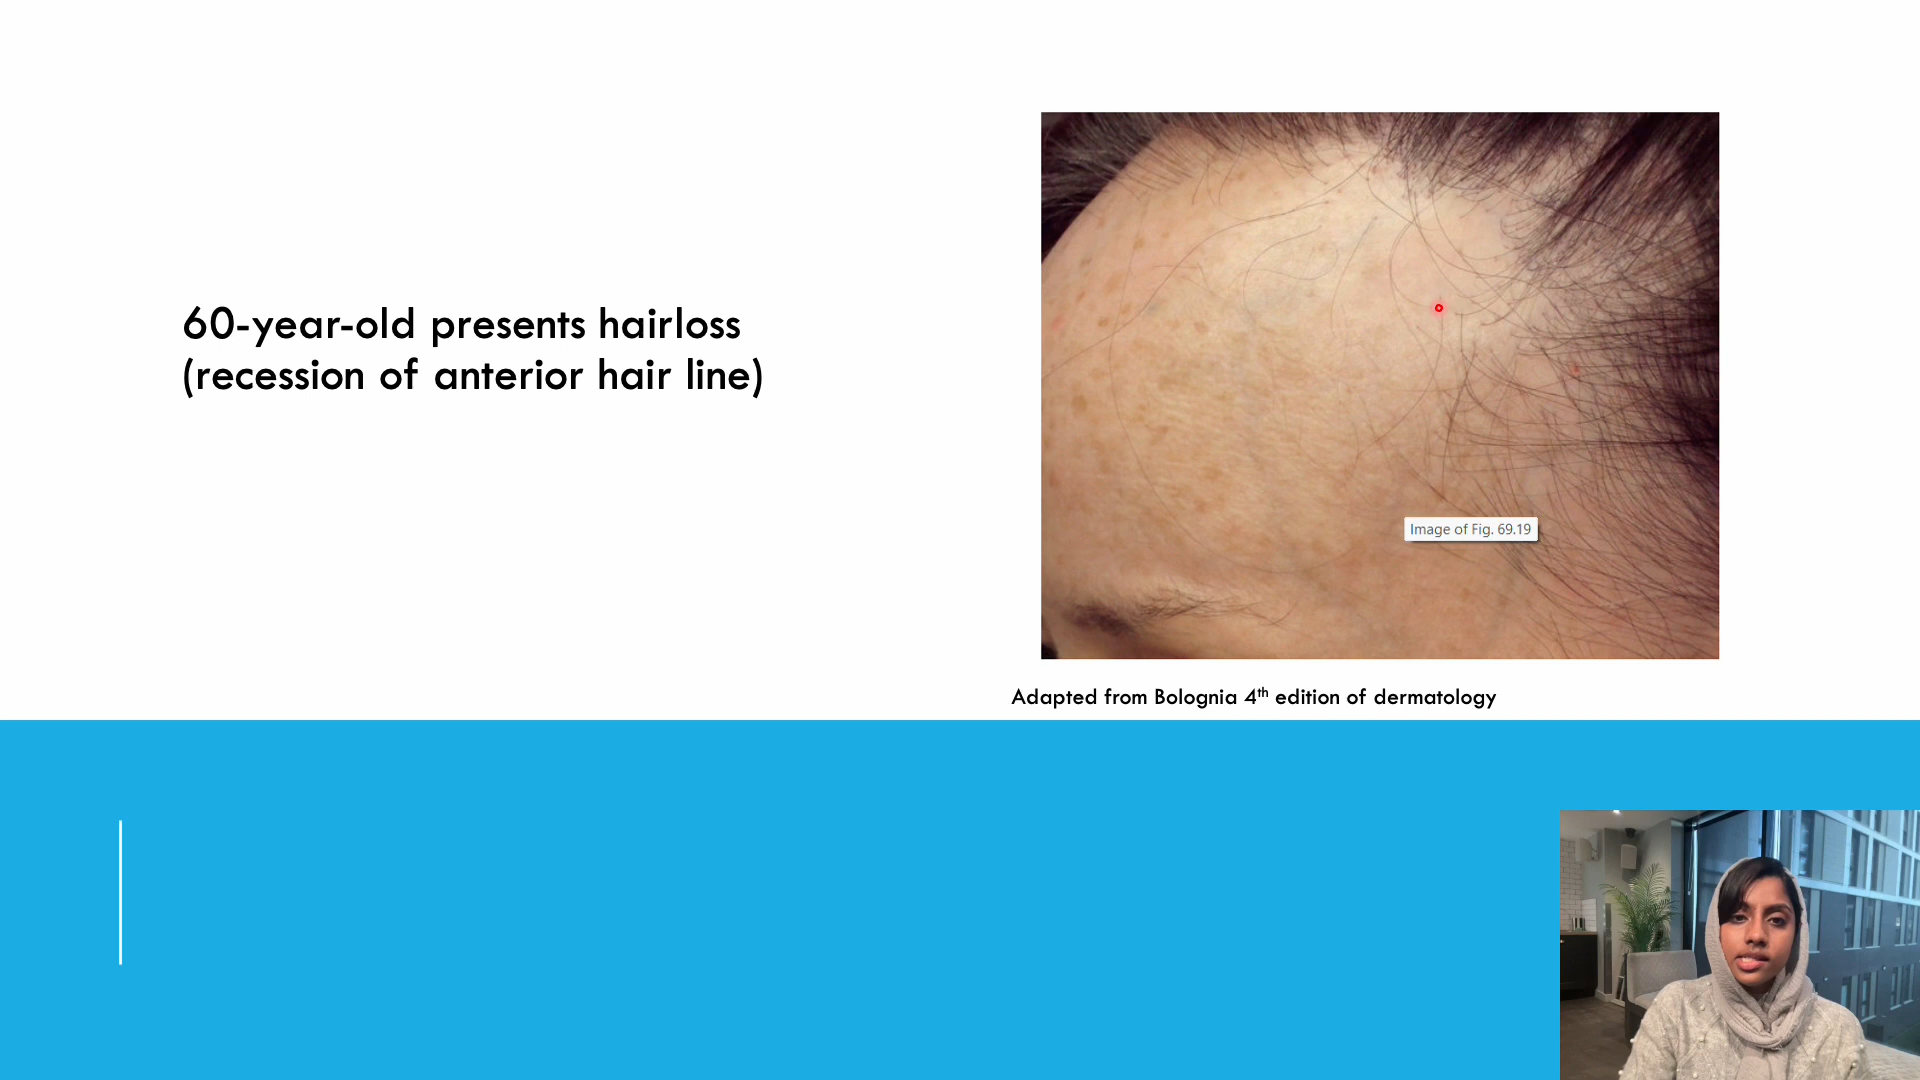 60-year-old presents hairloss
(recession of anterior hair line)
Image of Fig. 69.19
Adapted from Bolognia 4th edition of dermatology